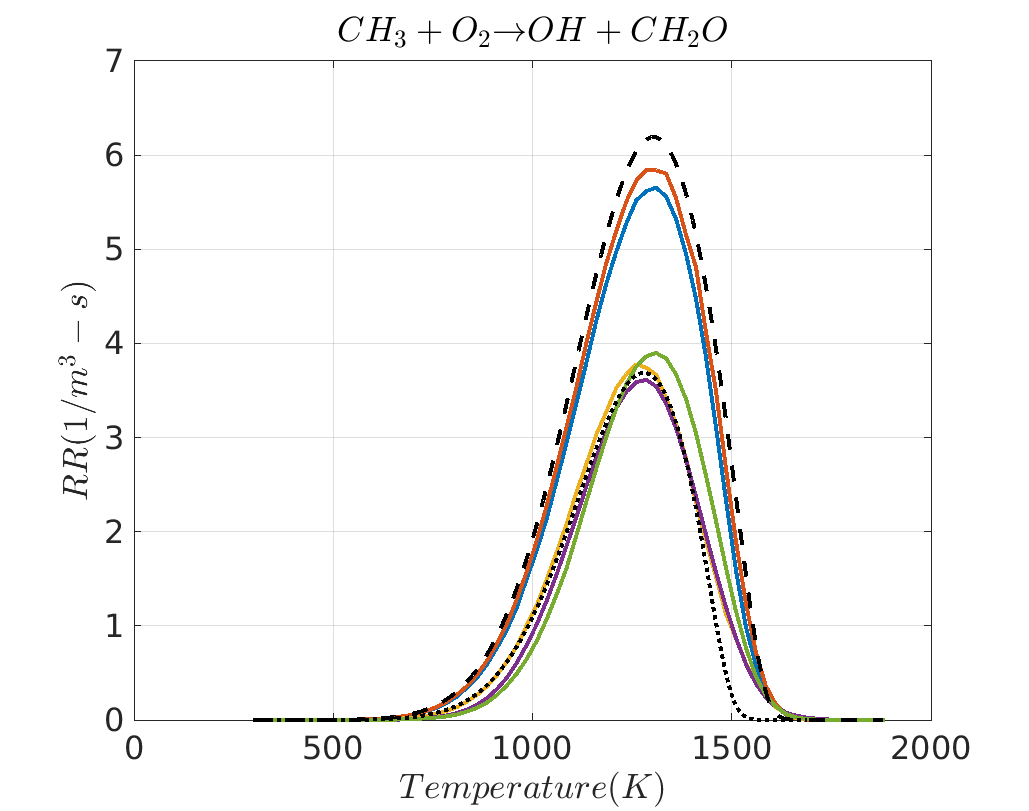 CH₃ + O₂→OH + CH₂O
7
6
5
4
3
2
1
0
RR(1/m³ − s)
0 500 1000 1500 2000
Temperature(K)